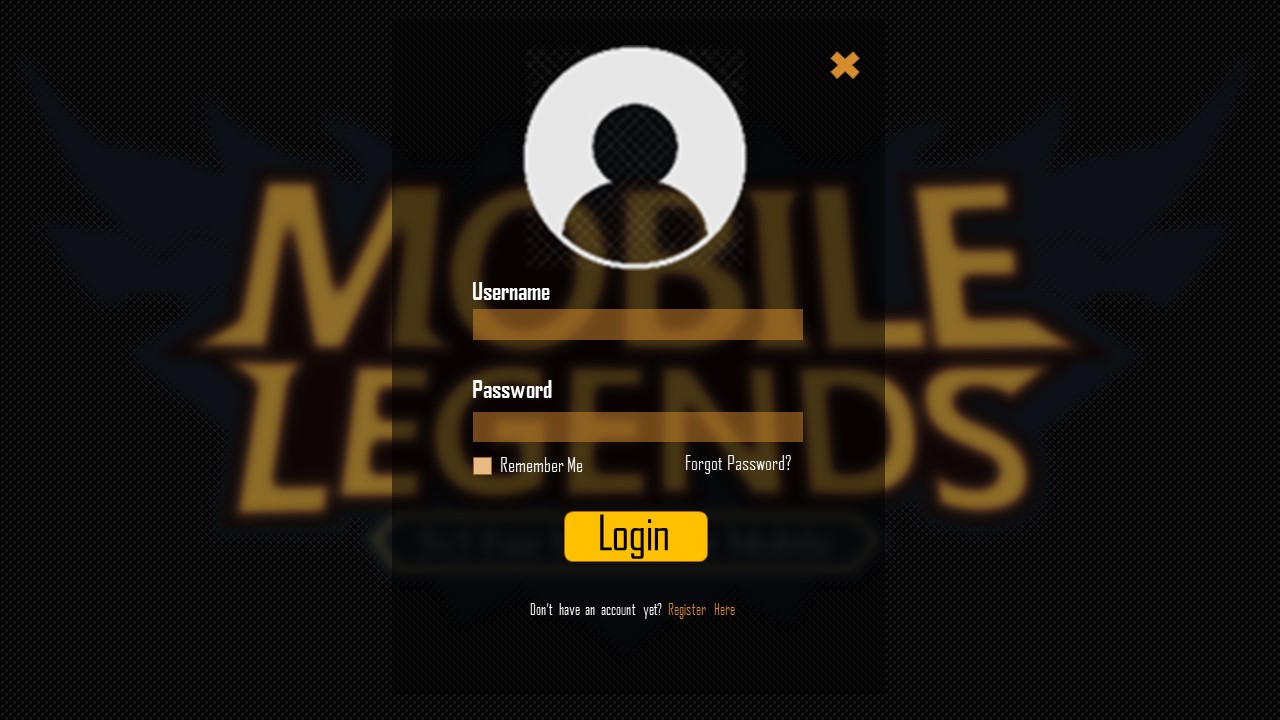 MOBILE
LEGENDS
Username
Password
Remember Me
Forgot Password?
Login
Don't have an account yet? Register Here